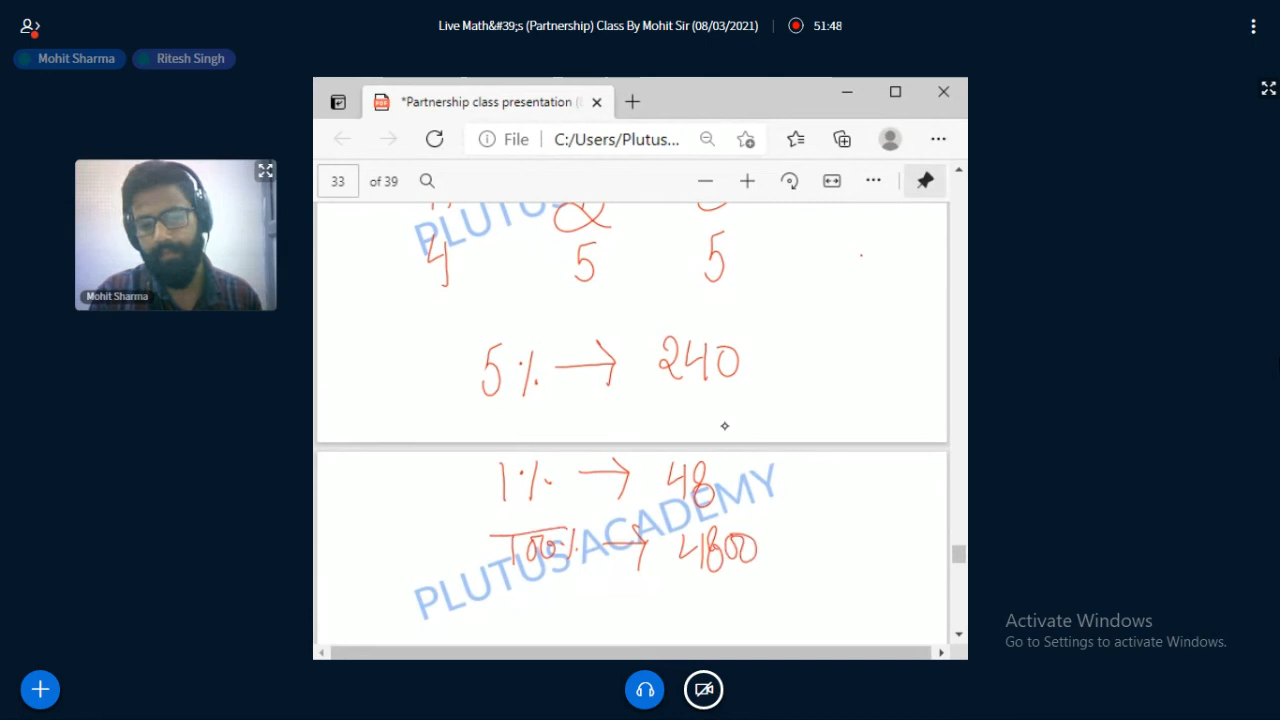 Live Math&#39;s (Partnership) Class By Mohit Sir (08/03/2021)
51:48
Mohit Sharma
Ritesh Singh
*Partnership class presentation (
File
C:/Users/Plutus...
33
of 39
PLUTUS
4 5 5
5% → 240
1% → 48
100% → 4800
PLUTUS ACADEMY
Mohit Sharma
Activate Windows
Go to Settings to activate Windows.